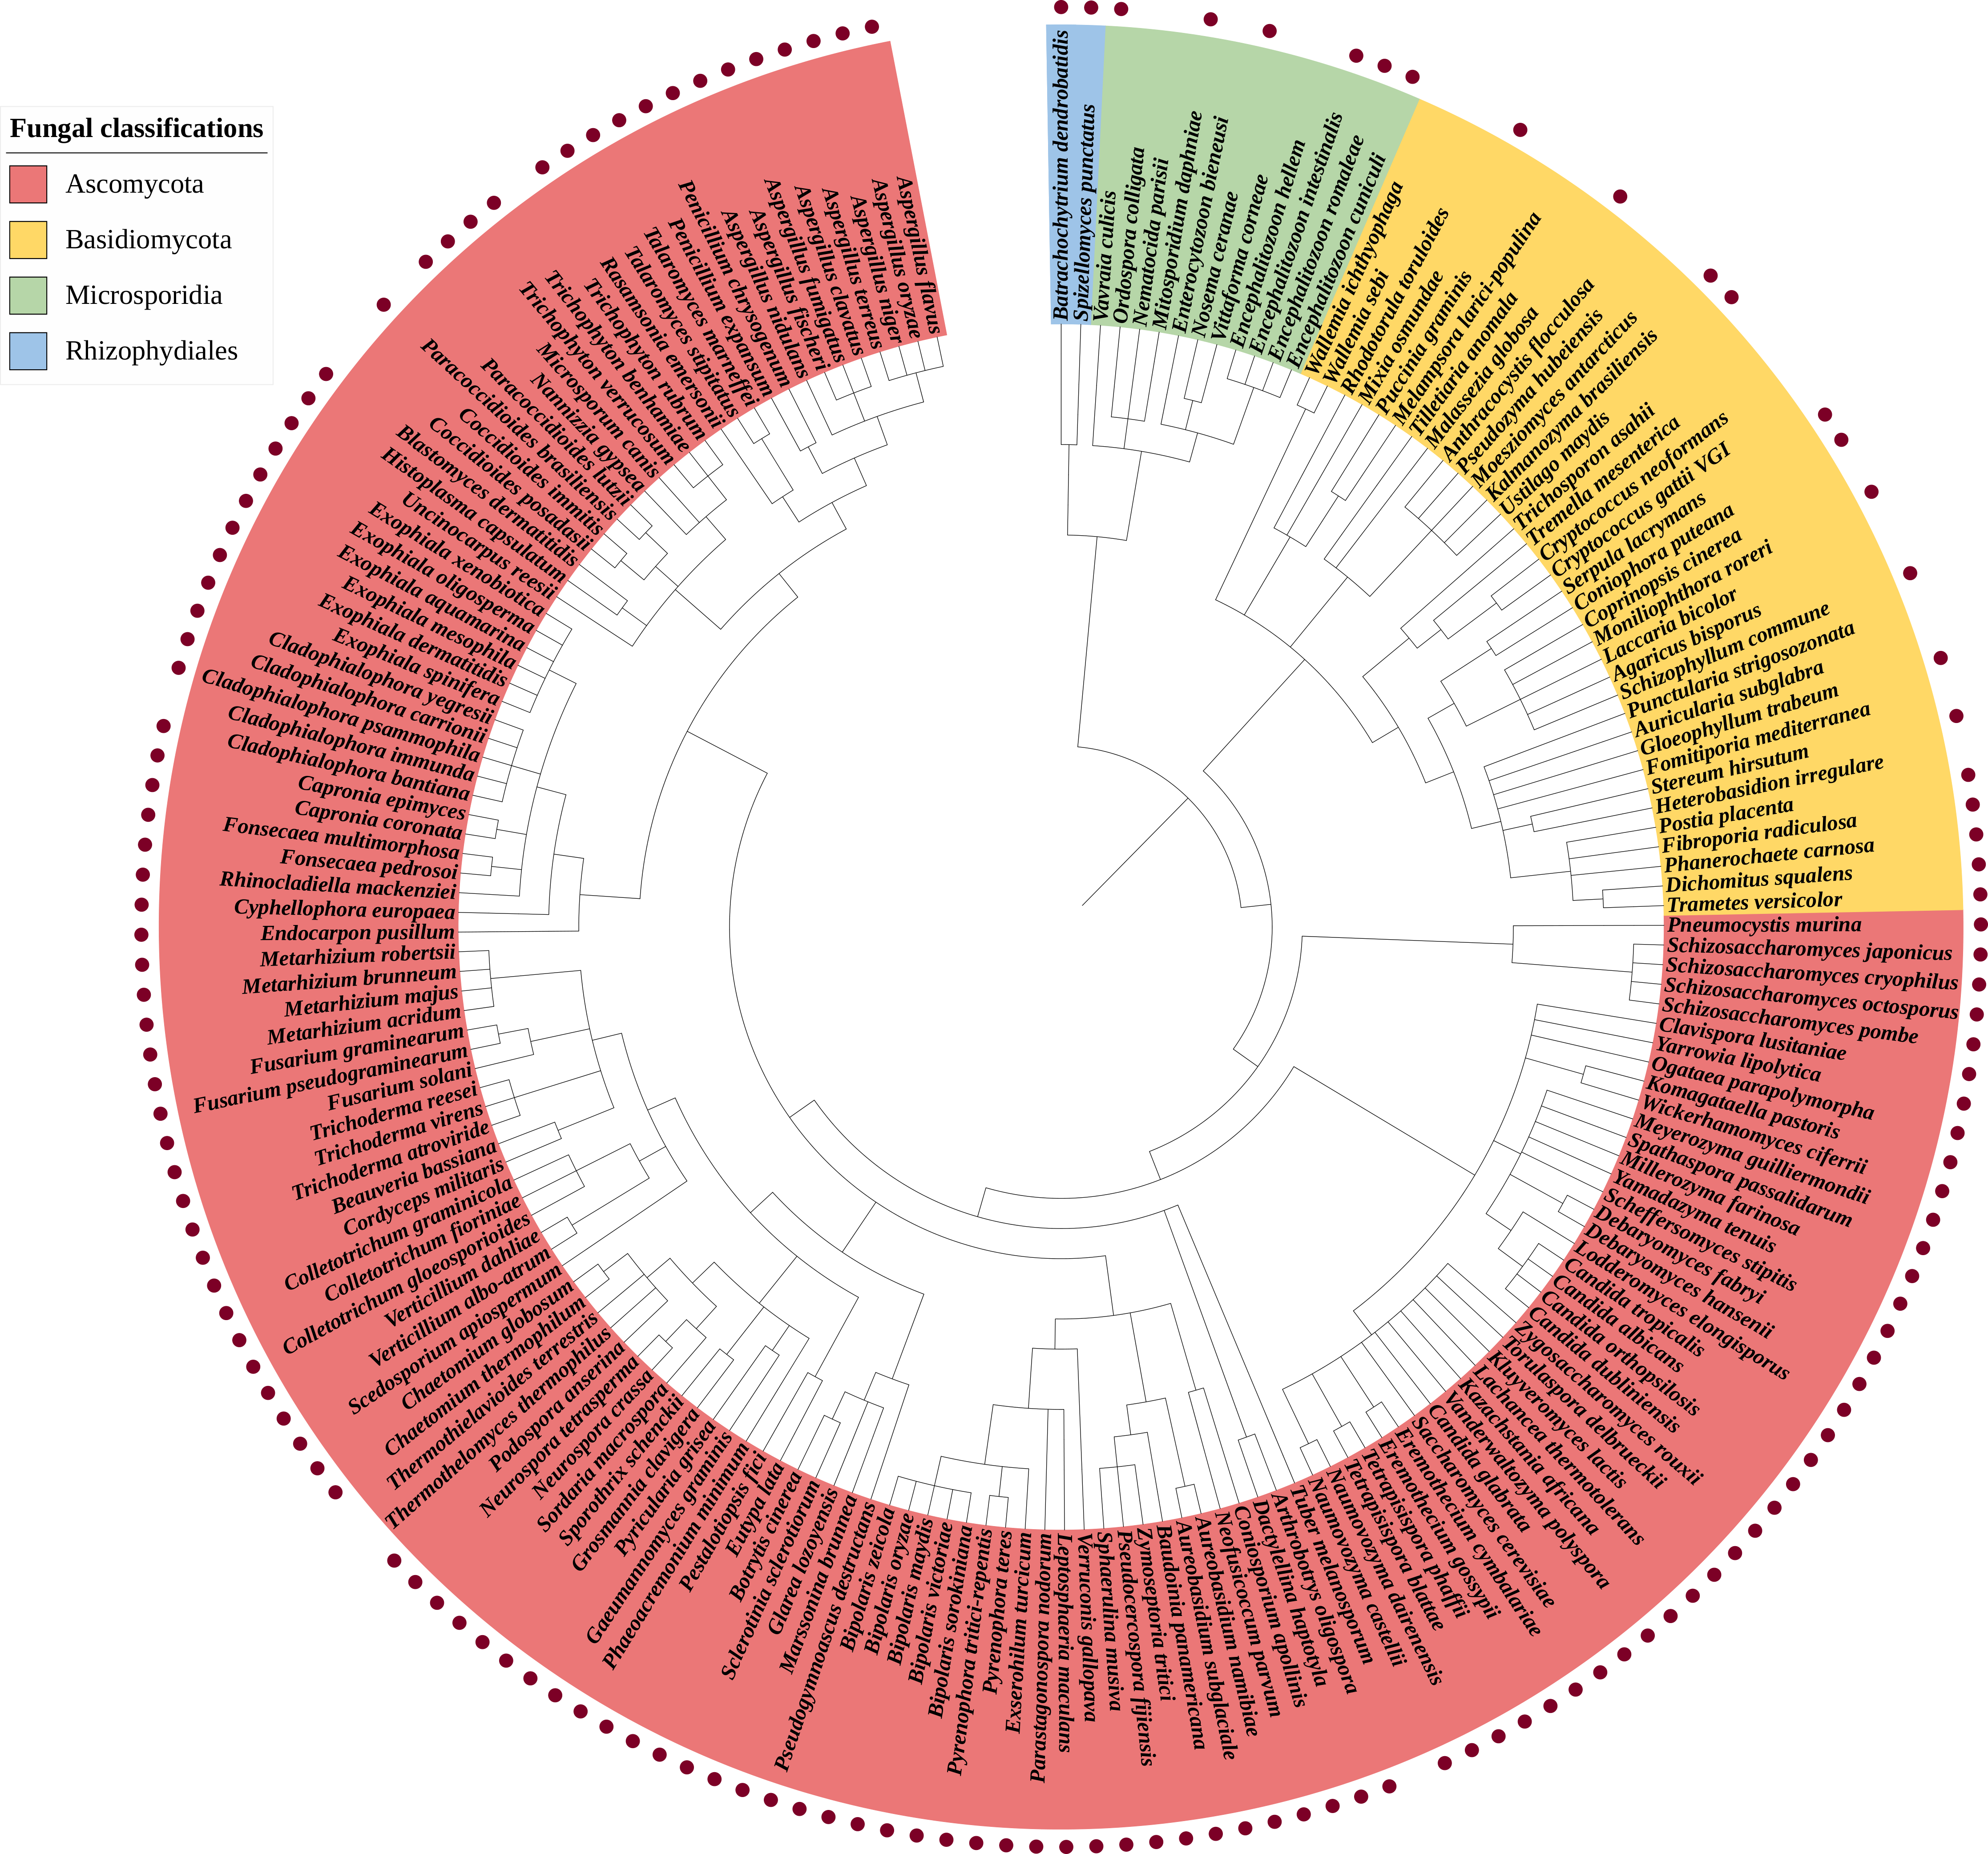 Fungal classifications
Ascomycota
Basidiomycota
Microsporidia
Rhizophydiales
Batrachochytrium dendrobatidis
Spizellomyces punctatus
Vavraia culicis
Ordospora colligata
Nematocida parisii
Mitosporidium daphniae
Enterocytozoon bieneusi
Nosema ceranae
Vittaforma corneae
Encephalitozoon hellem
Encephalitozoon intestinalis
Encephalitozoon romaleae
Encephalitozoon cuniculi
Wallemia ichthyophaga
Wallemia sebi
Rhodotorula toruloides
Mixia osmundae
Puccinia graminis
Melampsora larici-populina
Tilletiaria anomala
Malassezia globosa
Anthracocystis flocculosa
Pseudozyma hubeiensis
Moesziomyces antarcticus
Kalmanozyma brasiliensis
Ustilago maydis
Trichosporon asahii
Tremella mesenterica
Cryptococcus neoformans
Cryptococcus gattii VGI
Serpula lacrymans
Coniophora puteana
Coprinopsis cinerea
Moniliophthora roreri
Laccaria bicolor
Agaricus bisporus
Schizophyllum commune
Punctularia strigosozonata
Auricularia subglabra
Gloeophyllum trabeum
Fomitiporia mediterranea
Stereum hirsutum
Heterobasidion irregulare
Postia placenta
Fibroporia radiculosa
Phanerochaete carnosa
Dichomitus squalens
Trametes versicolor
Pneumocystis murina
Schizosaccharomyces japonicus
Schizosaccharomyces cryophilus
Schizosaccharomyces octosporus
Schizosaccharomyces pombe
Clavispora lusitaniae
Yarrowia lipolytica
Ogataea parapolymorpha
Komagataella pastoris
Wickerhamomyces ciferrii
Meyerozyma guilliermondii
Spathaspora passalidarum
Millerozyma farinosa
Yamadazyma tenuis
Scheffersomyces stipitis
Debaryomyces fabryi
Debaryomyces hansenii
Lodderomyces elongisporus
Candida tropicalis
Candida albicans
Candida orthopsilosis
Candida dubliniensis
Zygosaccharomyces rouxii
Torulaspora delbrueckii
Kluyveromyces lactis
Lachancea thermotolerans
Kazachstania africana
Vanderwaltozyma polyspora
Candida glabrata
Saccharomyces cerevisiae
Eremothecium cymbalariae
Eremothecium gossypii
Tetrapisispora phaffii
Tetrapisispora blattae
Naumovozyma dairenensis
Naumovozyma castellii
Tuber melanosporum
Arthrobotrys oligospora
Dactylellina haptotyla
Coniosporium apollinis
Neofusicoccum parvum
Aureobasidium namibiae
Aureobasidium subglaciale
Baudoinia panamericana
Zymoseptoria tritici
Pseudocercospora fijiensis
Sphaerulina musiva
Verruconis gallopava
Leptosphaeria maculans
Parastagonospora nodorum
Exserohilum turcicum
Pyrenophora teres
Pyrenophora tritici-repentis
Bipolaris sorokiniana
Bipolaris victoriae
Bipolaris maydis
Bipolaris oryzae
Bipolaris zeicola
Pseudogymnoascus destructans
Marssonina brunnea
Glarea lozoyensis
Sclerotinia sclerotiorum
Botrytis cinerea
Eutypa lata
Pestalotiopsis fici
Phaeoacremonium minimum
Gaeumannomyces graminis
Pyricularia grisea
Grosmannia clavigera
Sporothrix schenckii
Sordaria macrospora
Neurospora crassa
Neurospora tetrasperma
Podospora anserina
Thermothelomyces thermophilus
Thermothielavioides terrestris
Chaetomium thermophilum
Chaetomium globosum
Scedosporium apiospermum
Verticillium albo-atrum
Verticillium dahliae
Colletotrichum gloeosporioides
Colletotrichum fioriniae
Colletotrichum graminicola
Cordyceps militaris
Beauveria bassiana
Trichoderma atroviride
Trichoderma virens
Trichoderma reesei
Fusarium solani
Fusarium pseudograminearum
Fusarium graminearum
Metarhizium acridum
Metarhizium majus
Metarhizium brunneum
Metarhizium robertsii
Endocarpon pusillum
Cyphellophora europaea
Rhinocladiella mackenziei
Fonsecaea pedrosoi
Fonsecaea multimorphosa
Capronia coronata
Capronia epimyces
Cladophialophora bantiana
Cladophialophora immunda
Cladophialophora psammophila
Cladophialophora carrionii
Cladophialophora yegresii
Exophiala spinifera
Exophiala dermatitidis
Exophiala mesophila
Exophiala aquamarina
Exophiala oligosperma
Exophiala xenobiotica
Uncinocarpus reesii
Histoplasma capsulatum
Blastomyces dermatitidis
Coccidioides posadasii
Coccidioides immitis
Paracoccidioides brasiliensis
Paracoccidioides lutzii
Nannizzia gypsea
Microsporum canis
Trichophyton verrucosum
Trichophyton benhamiae
Trichophyton rubrum
Rasamsonia emersonii
Talaromyces stipitatus
Talaromyces marneffei
Penicillium expansum
Penicillium chrysogenum
Aspergillus nidulans
Aspergillus fischeri
Aspergillus fumigatus
Aspergillus clavatus
Aspergillus terreus
Aspergillus niger
Aspergillus oryzae
Aspergillus flavus